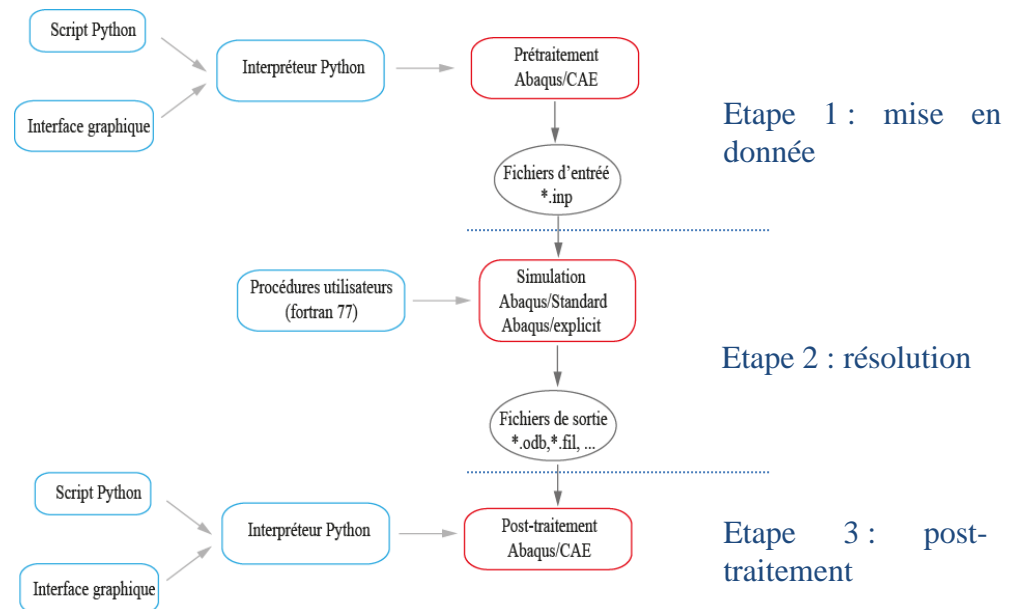 Script Python
Interface graphique
Interpréteur Python
Prétraitement
Abaqus/CAE
Etape 1 : mise en
donnée
Fichiers d’entréé
*.inp
Procédures utilisateurs
(fortran 77)
Simulation
Abaqus/Standard
Abaqus/explicit
Etape 2 : résolution
Fichiers de sortie
*.odb,*.fil, ...
Script Python
Interface graphique
Interpréteur Python
Post-traitement
Abaqus/CAE
Etape 3 : post-
traitement